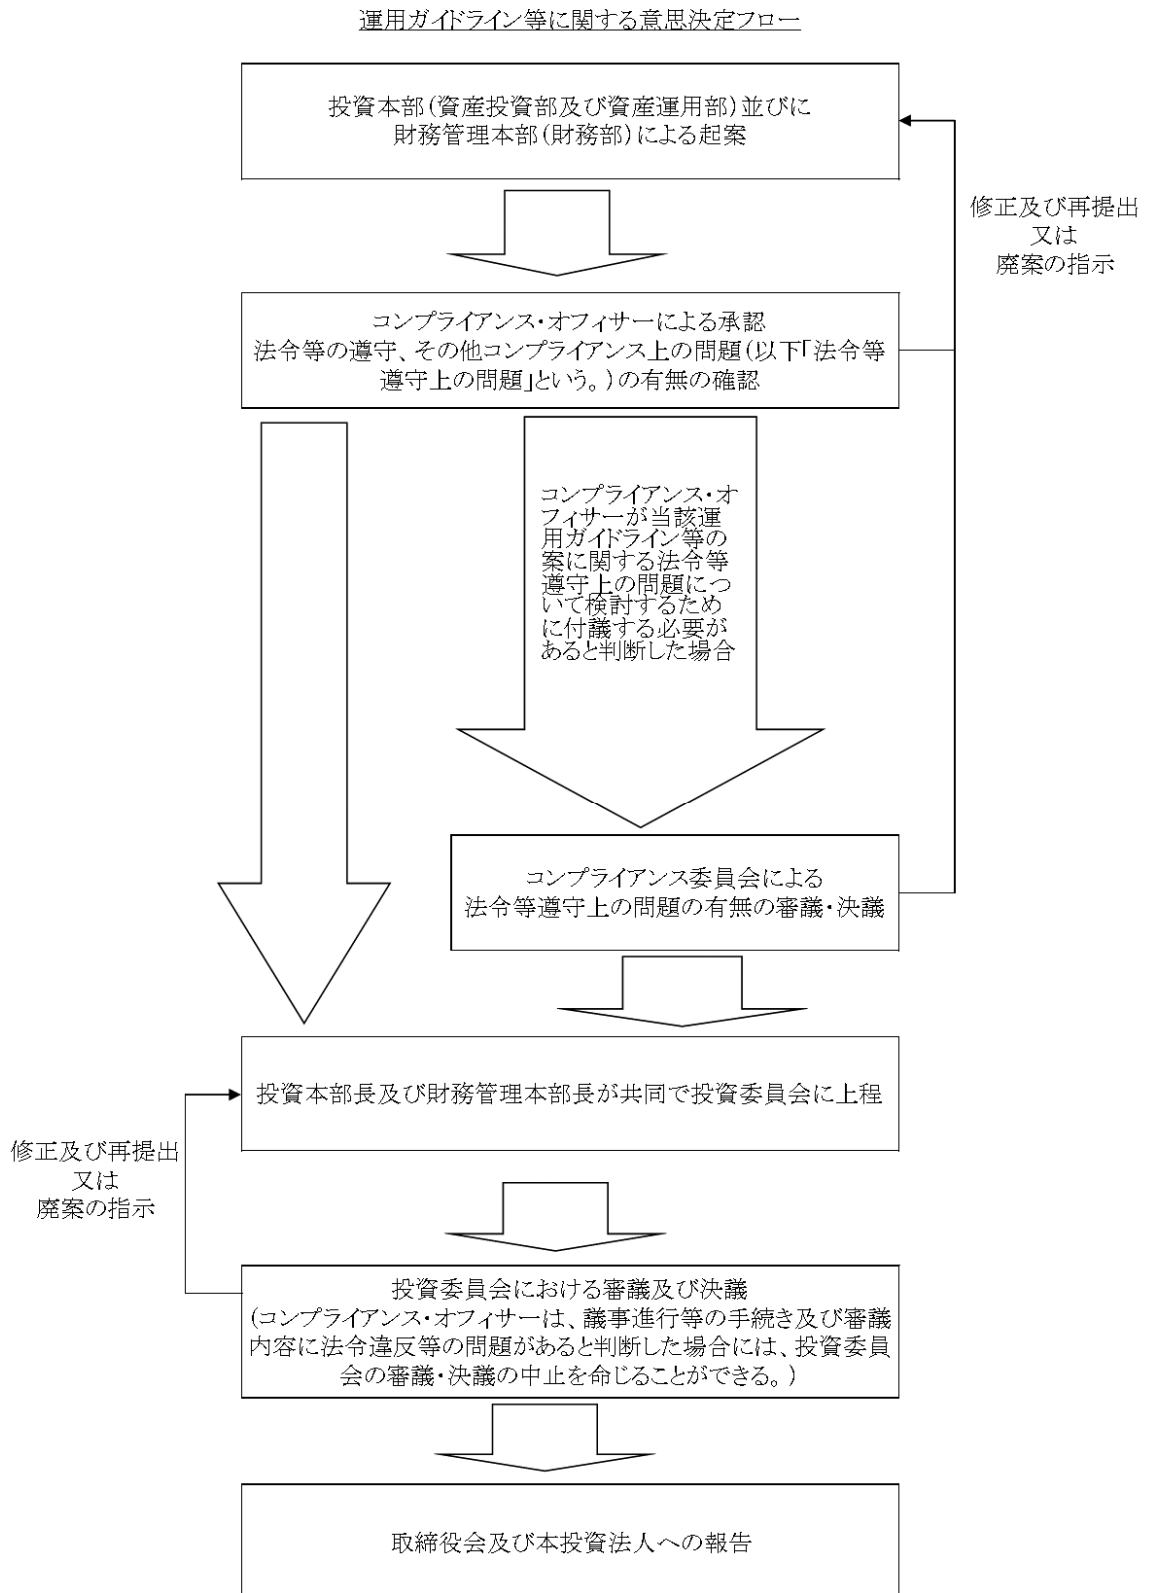 運用ガイドライン等に関する意思決定フロー
投資本部(資産投資部及び資産運用部)並びに
財務管理本部(財務部)による起案
修正及び再提出
又は
廃案の指示
コンプライアンス・オフィサーによる承認
法令等の遵守、その他コンプライアンス上の問題(以下「法令等
遵守上の問題」という。)の有無の確認
コンプライアンス・オ
フィサーが当該運
用ガイドライン等の
案に関する法令等
遵守上の問題につ
いて検討するため
に付議する必要が
あると判断した場合
コンプライアンス委員会による
法令等遵守上の問題の有無の審議・決議
投資本部長及び財務管理本部長が共同で投資委員会に上程
修正及び再提出
又は
廃案の指示
投資委員会における審議及び決議
(コンプライアンス・オフィサーは、議事進行等の手続き及び審議
内容に法令違反等の問題があると判断した場合には、投資委員
会の審議・決議の中止を命じることができる。)
取締役会及び本投資法人への報告